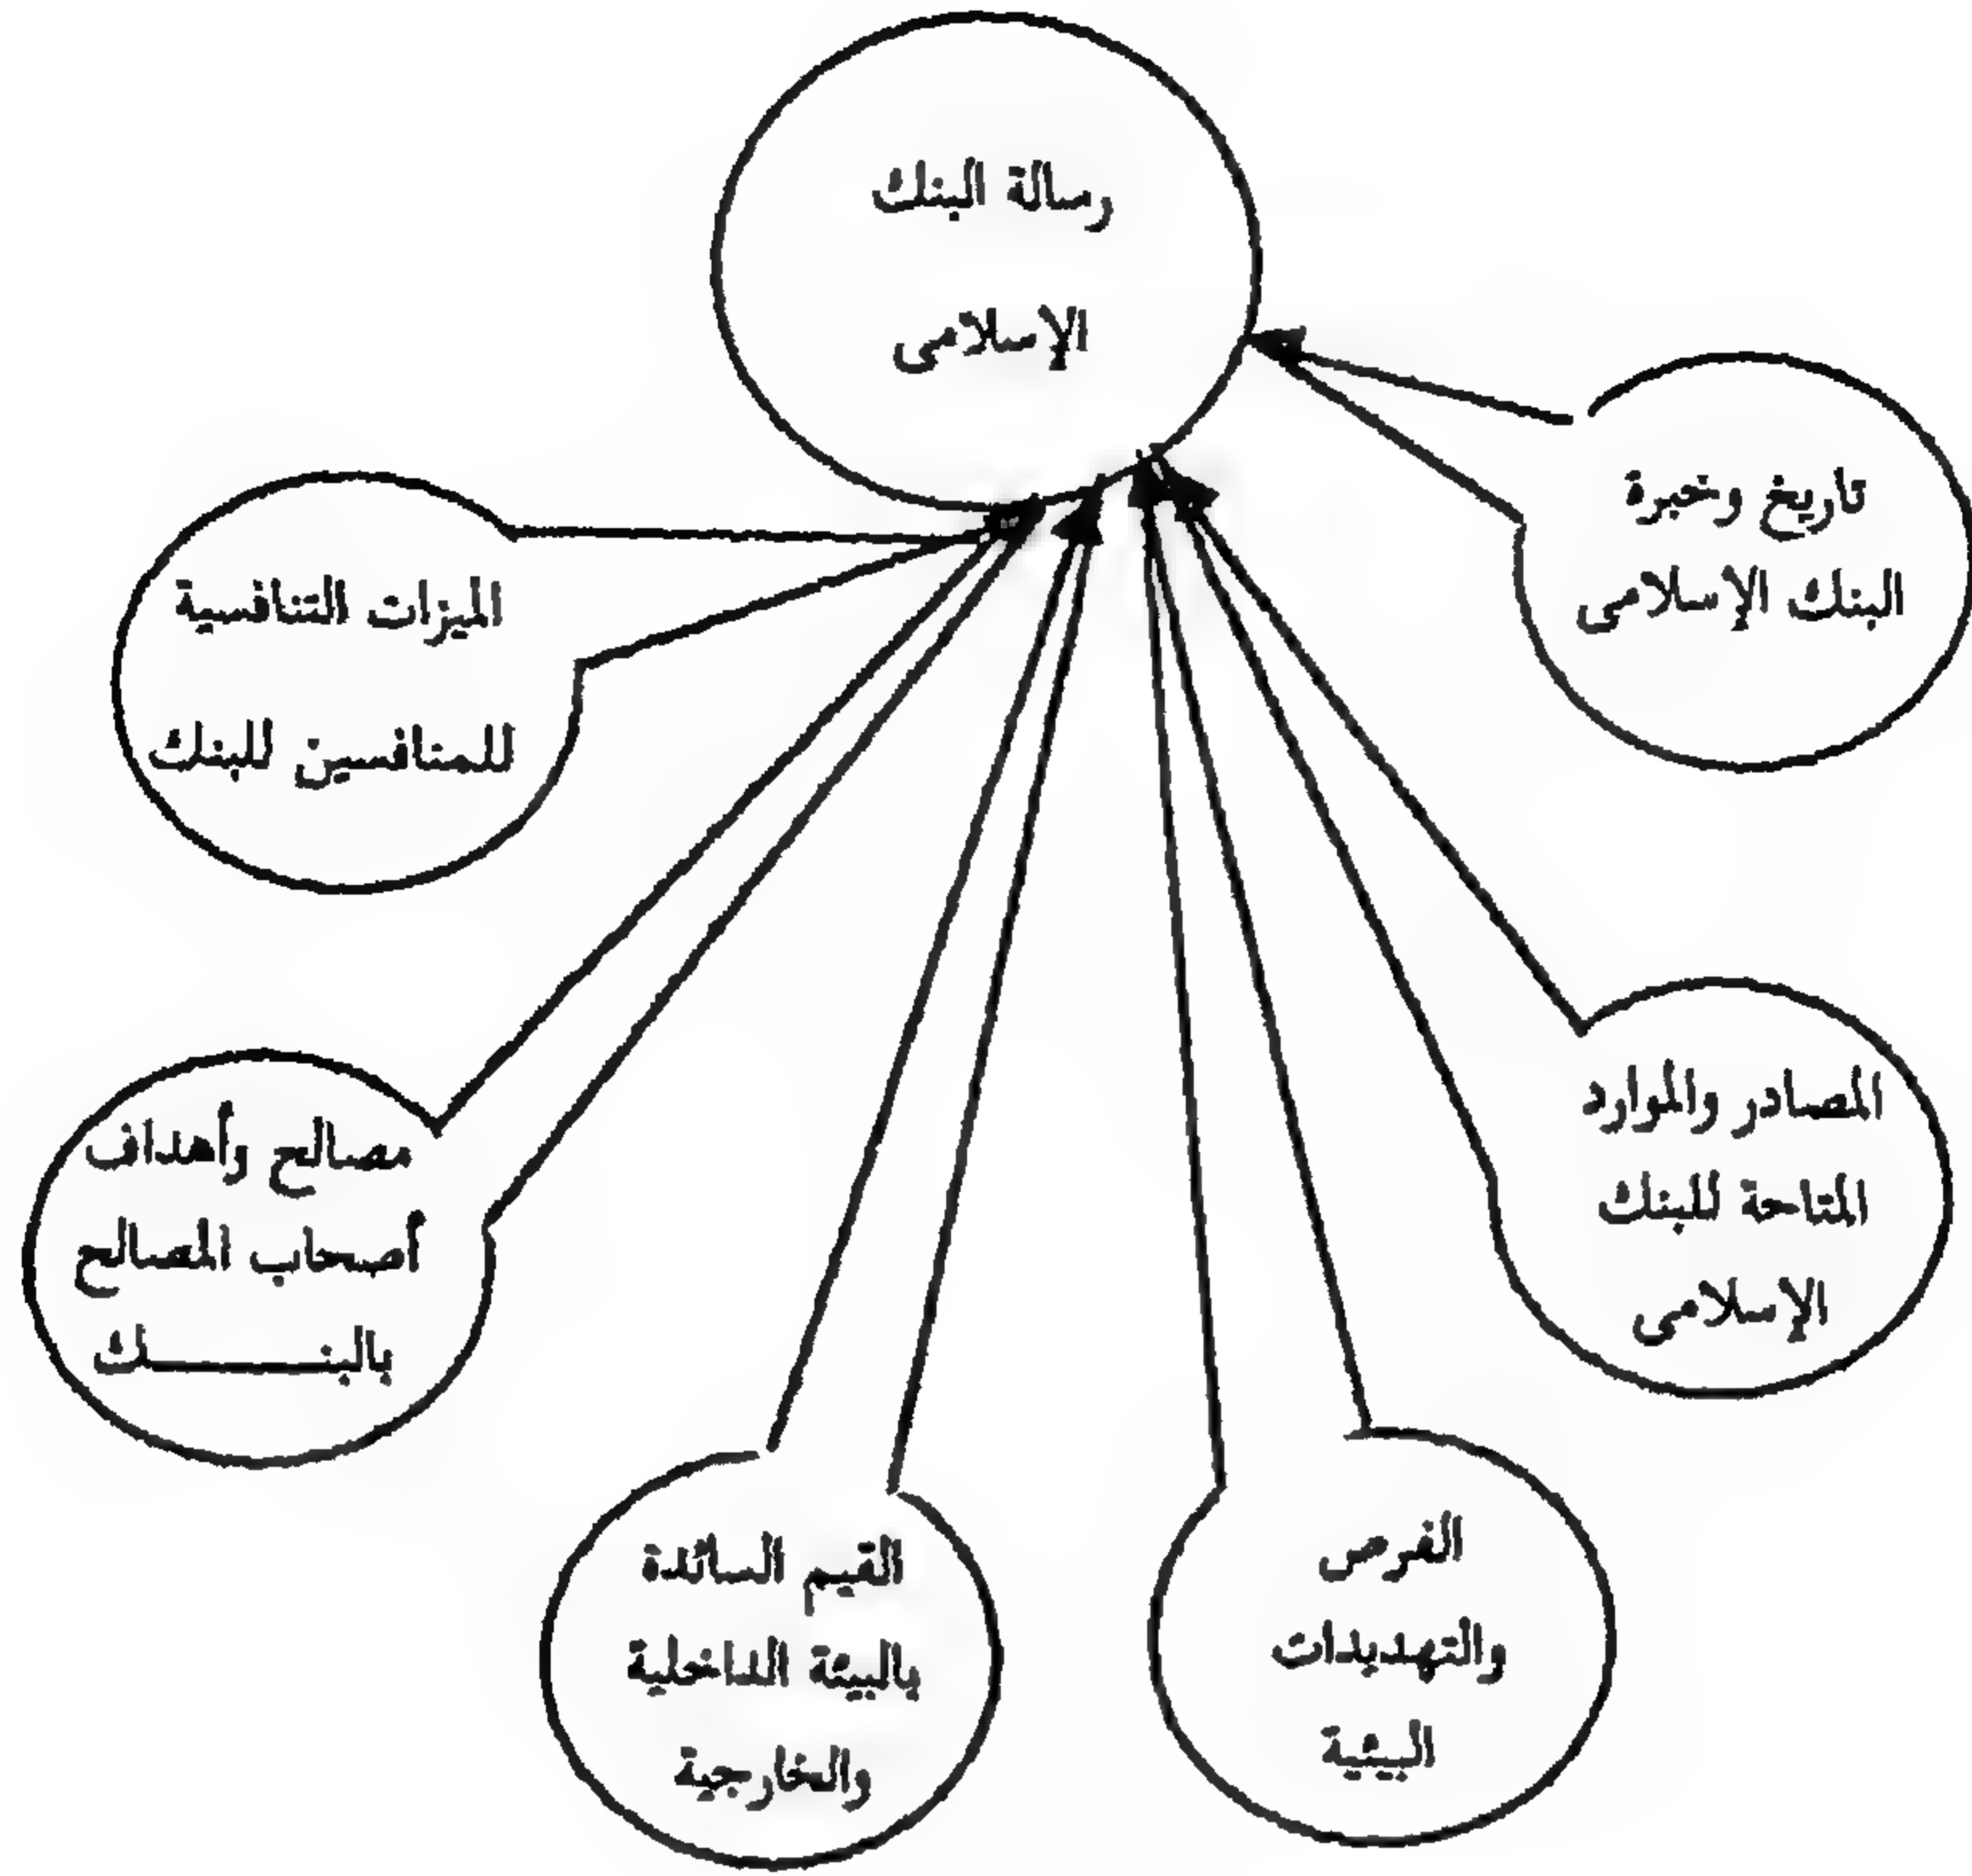 رسالة البنك
الإسلامى
تاريخ وخبرة
البنك الإسلامى
الميزات التنافسية
للمنافسين للبنك
المصادر والموارد
المتاحة للبنك
الإسلامى
مصالح وأهداف
أصحاب المصالح
بالبنـــــــك
الفرص
والتهديدات
البيئية
القيم السائدة
بالبيئة الداخلية
والخارجية